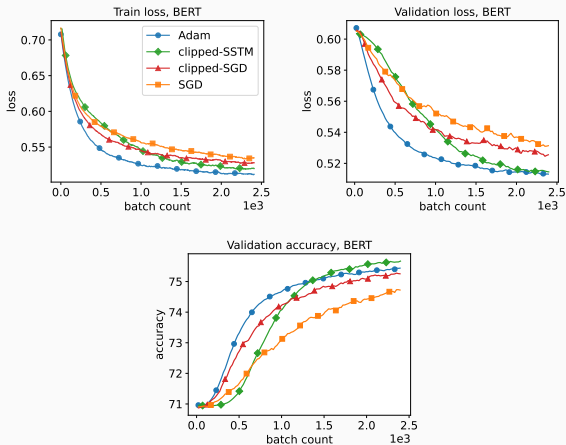 Train loss, BERT
0.70
0.65
0.60
0.55
loss
Adam
clipped-SSTM
clipped-SGD
SGD
0.0 0.5 1.0 1.5 2.0 2.5
batch count
1e3
Validation loss, BERT
0.60
0.58
0.56
0.54
0.52
loss
0.0 0.5 1.0 1.5 2.0 2.5
batch count
1e3
Validation accuracy, BERT
75
74
73
72
71
accuracy
0.0 0.5 1.0 1.5 2.0 2.5
batch count
1e3